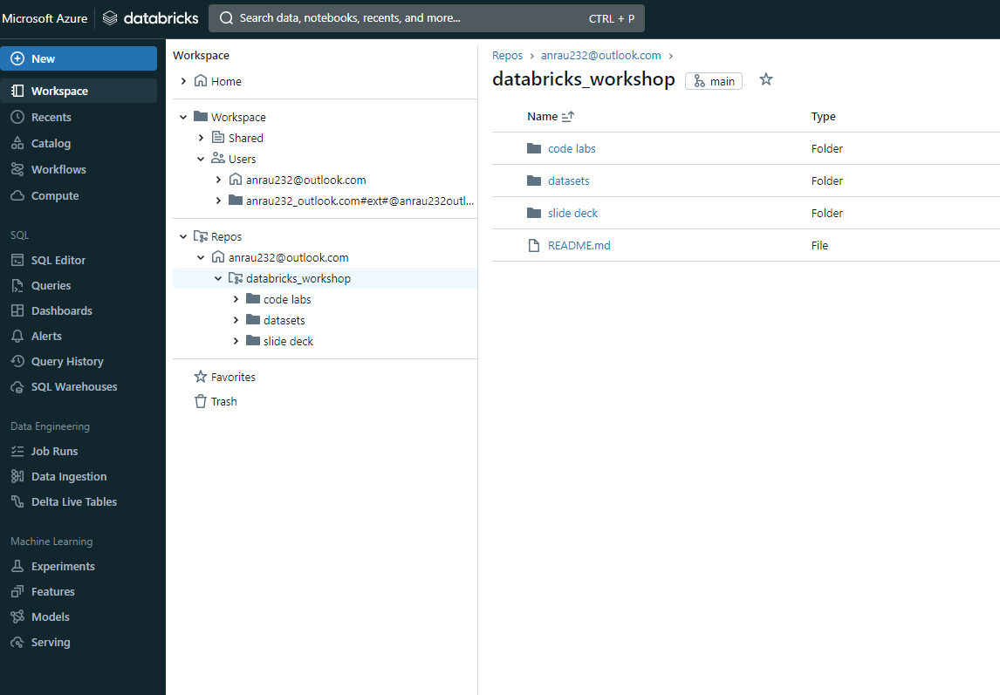 Microsoft Azure databricks Search data, notebooks, recents, and more... CTRL + P
New
Workspace
Recents
Catalog
Workflows
Compute
SQL
SQL Editor
Queries
Dashboards
Alerts
Query History
SQL Warehouses
Data Engineering
Job Runs
Data Ingestion
Delta Live Tables
Machine Learning
Experiments
Features
Models
Serving
Workspace
Home
Workspace
Shared
Users
anrau232@outlook.com
anrau232_outlook.com#ext#@anrau232outl...
Repos
anrau232@outlook.com
databricks_workshop
code labs
datasets
slide deck
Favorites
Trash
Repos > anrau232@outlook.com >
databricks_workshop main
Name Type
code labs Folder
datasets Folder
slide deck Folder
README.md File